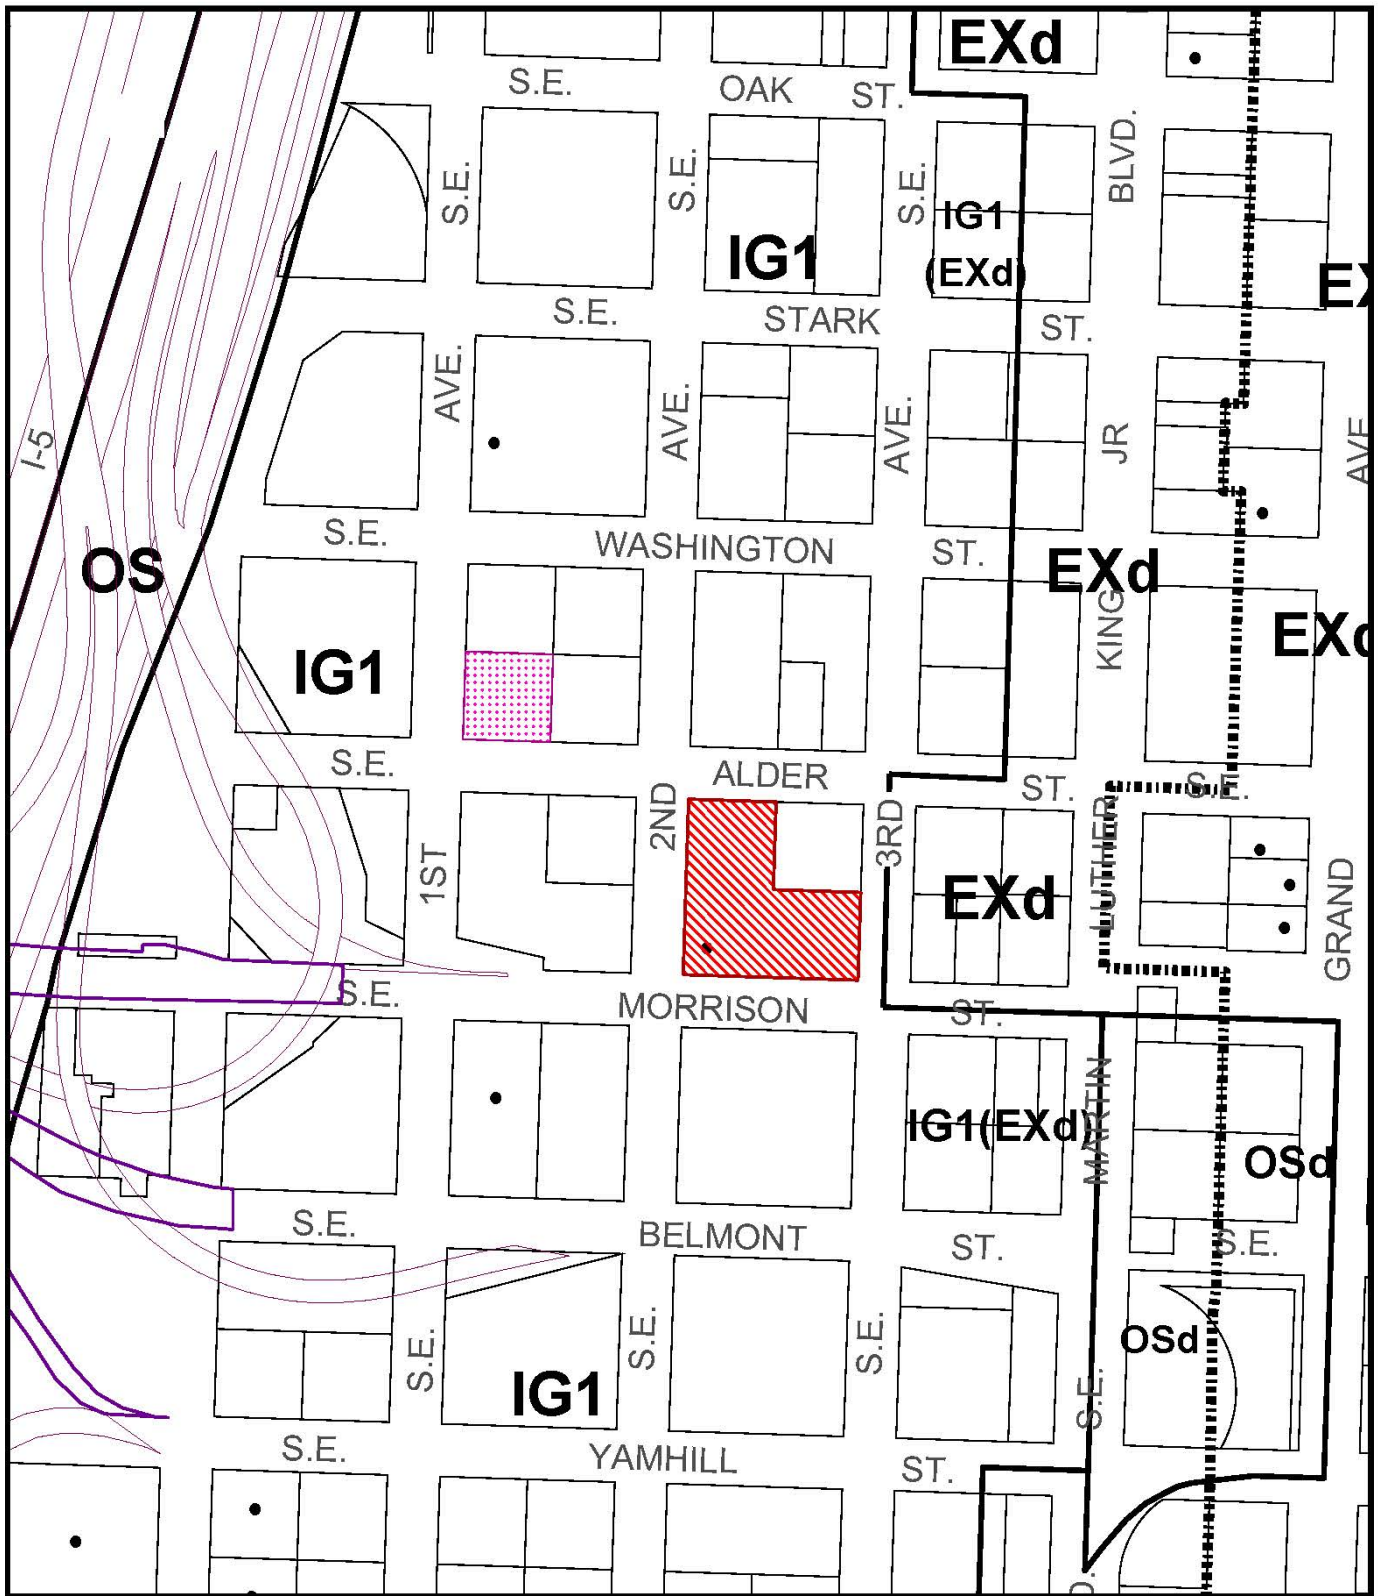 EXd
S.E. OAK ST.
BLVD.
S.E.
S.E.
S.E.
IG1
IG1
(EXd)
S.E. STARK ST.
AVE.
AVE.
AVE.
JR
AVE
I-5
S.E. WASHINGTON ST.
OS
EXd
KING
IG1
S.E. ALDER ST. S.E.
2ND
3RD
LUTHER
1ST
EXd
GRAND
S.E. MORRISON ST.
IG1(EXd)
MARTIN
OSd
S.E. BELMONT ST. S.E.
S.E.
S.E.
S.E.
OSd
S.E.
IG1
S.E. YAMHILL ST.